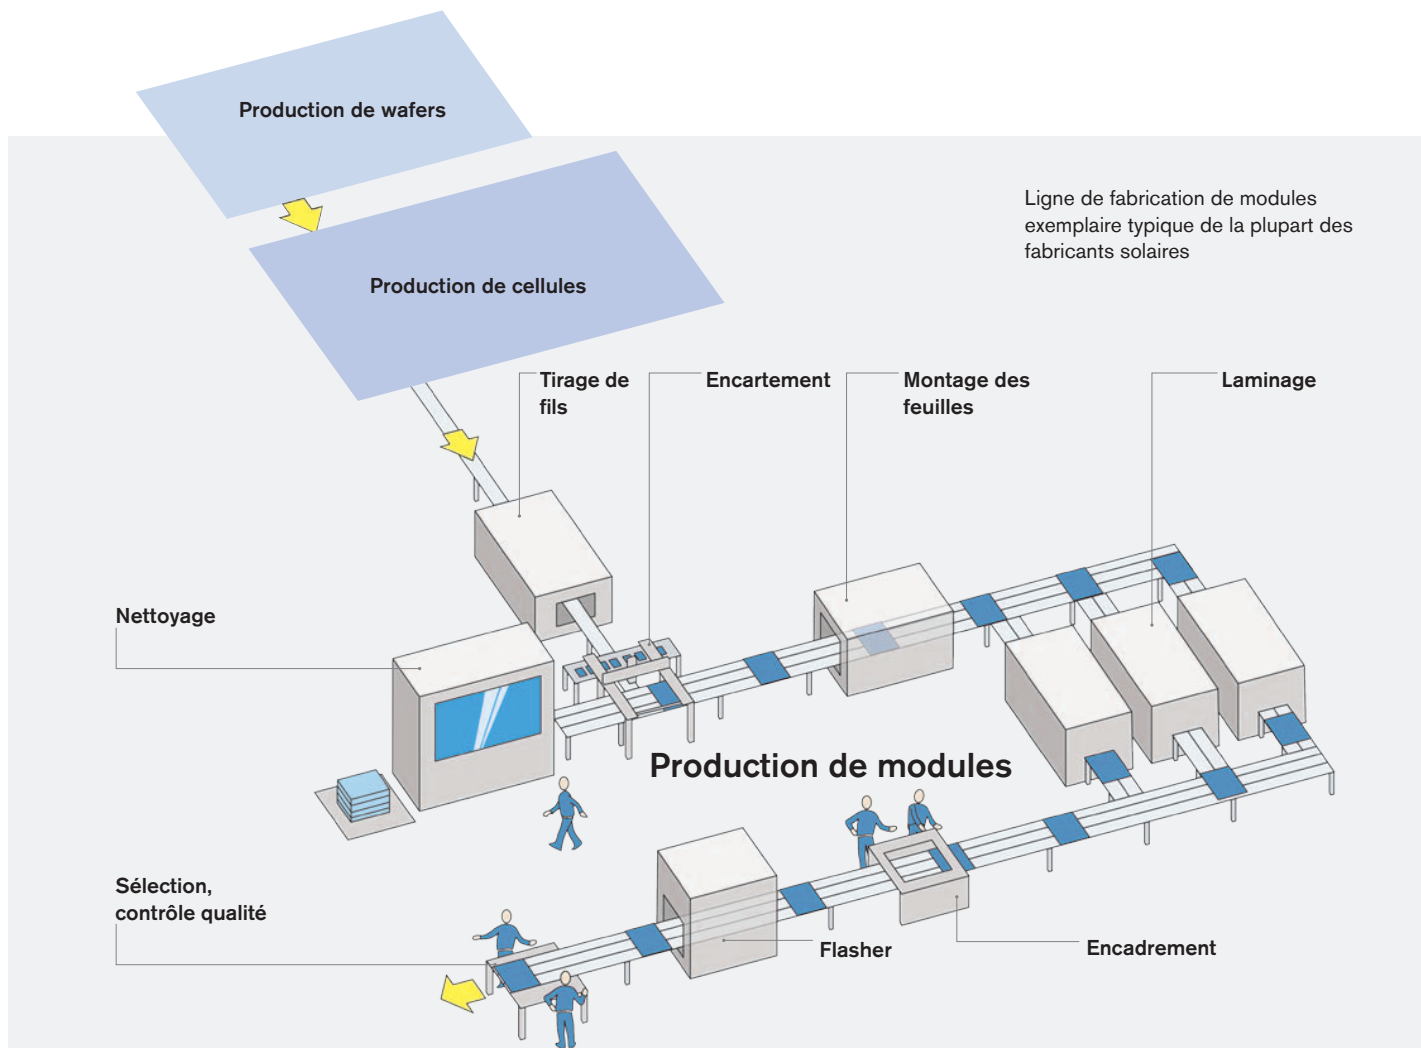 Production de wafers
Ligne de fabrication de modules
exemplaire typique de la plupart des
fabricants solaires
Production de cellules
Tirage de
fils
Encartement
Montage des
feuilles
Laminage
Nettoyage
Production de modules
Sélection,
contrôle qualité
Flasher
Encadrement